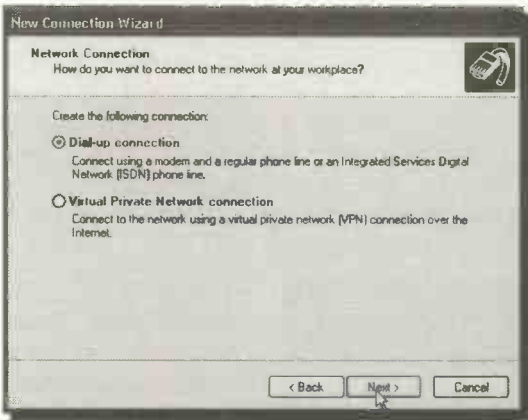 New Connection Wizard
Network Connection
How do you want to connect to the network at your workplace?
Create the following connection:
Dial-up connection
Connect using a modem and a regular phone line or an Integrated Services Digital
Network (ISDN) phone line.
Virtual Private Network connection
Connect to the network using a virtual private network (VPN) connection over the
Internet.
< Back
Next >
Cancel